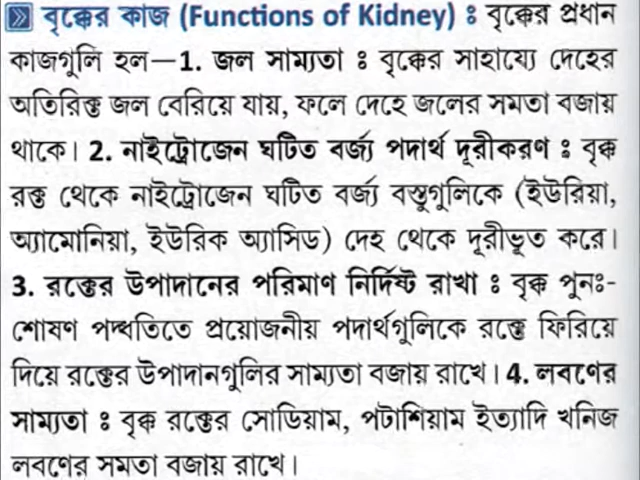 » বৃক্কের কাজ (Functions of Kidney) ঃ বৃক্কের প্রধান
কাজগুলি হল—1. জল সাম্যতা ঃ বৃক্কের সাহায্যে দেহের
অতিরিক্ত জল বেরিয়ে যায়, ফলে দেহে জলের সমতা বজায়
থাকে। 2. নাইট্রোজেন ঘটিত বর্জ্য পদার্থ দূরীকরণ ঃ বৃক্ক
রক্ত থেকে নাইট্রোজেন ঘটিত বর্জ্য বস্তুগুলিকে (ইউরিয়া,
অ্যামোনিয়া, ইউরিক অ্যাসিড) দেহ থেকে দূরীভূত করে।
3. রক্তের উপাদানের পরিমাণ নির্দিষ্ট রাখা ঃ বৃক্ক পুনঃ-
শোষণ পদ্ধতিতে প্রয়োজনীয় পদার্থগুলিকে রক্তে ফিরিয়ে
দিয়ে রক্তের উপাদানগুলির সাম্যতা বজায় রাখে। 4. লবণের
সাম্যতা ঃ বৃক্ক রক্তের সোডিয়াম, পটাশিয়াম ইত্যাদি খনিজ
লবণের সমতা বজায় রাখে।